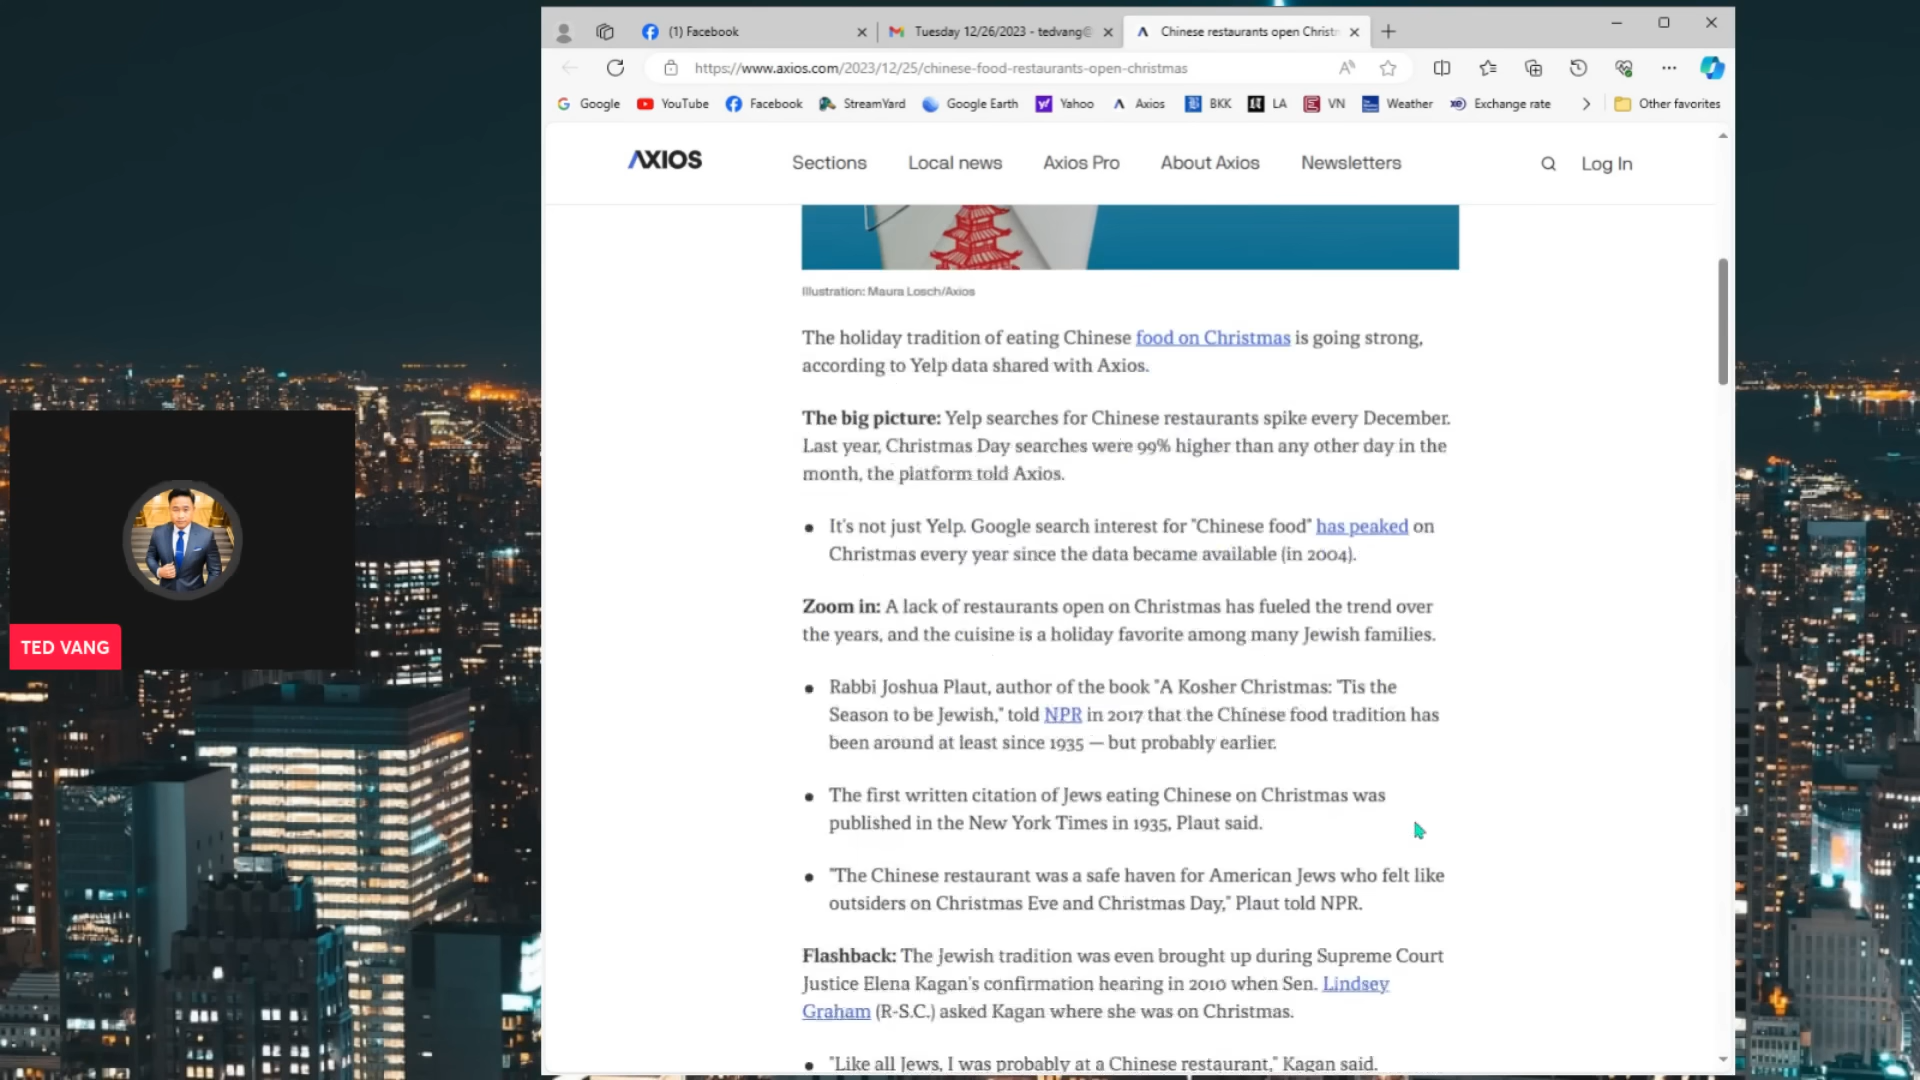 (1) Facebook
Tuesday 12/26/2023 - tedvang@
Chinese restaurants open Christ
https://www.axios.com/2023/12/25/chinese-food-restaurants-open-christmas
Google YouTube Facebook StreamYard Google Earth Yahoo Axios BKK LA VN Weather Exchange rate Other favorites
AXIOS Sections Local news Axios Pro About Axios Newsletters Log In
Illustration: Maura Losch/Axios
The holiday tradition of eating Chinese food on Christmas is going strong,
according to Yelp data shared with Axios.
The big picture: Yelp searches for Chinese restaurants spike every December.
Last year, Christmas Day searches were 99% higher than any other day in the
month, the platform told Axios.
• It's not just Yelp. Google search interest for "Chinese food" has peaked on
Christmas every year since the data became available (in 2004).
Zoom in: A lack of restaurants open on Christmas has fueled the trend over
the years, and the cuisine is a holiday favorite among many Jewish families.
• Rabbi Joshua Plaut, author of the book "A Kosher Christmas: 'Tis the
Season to be Jewish," told NPR in 2017 that the Chinese food tradition has
been around at least since 1935 — but probably earlier.
• The first written citation of Jews eating Chinese on Christmas was
published in the New York Times in 1935, Plaut said.
• "The Chinese restaurant was a safe haven for American Jews who felt like
outsiders on Christmas Eve and Christmas Day," Plaut told NPR.
Flashback: The Jewish tradition was even brought up during Supreme Court
Justice Elena Kagan's confirmation hearing in 2010 when Sen. Lindsey
Graham (R-S.C.) asked Kagan where she was on Christmas.
• "Like all Jews, I was probably at a Chinese restaurant," Kagan said.
TED VANG